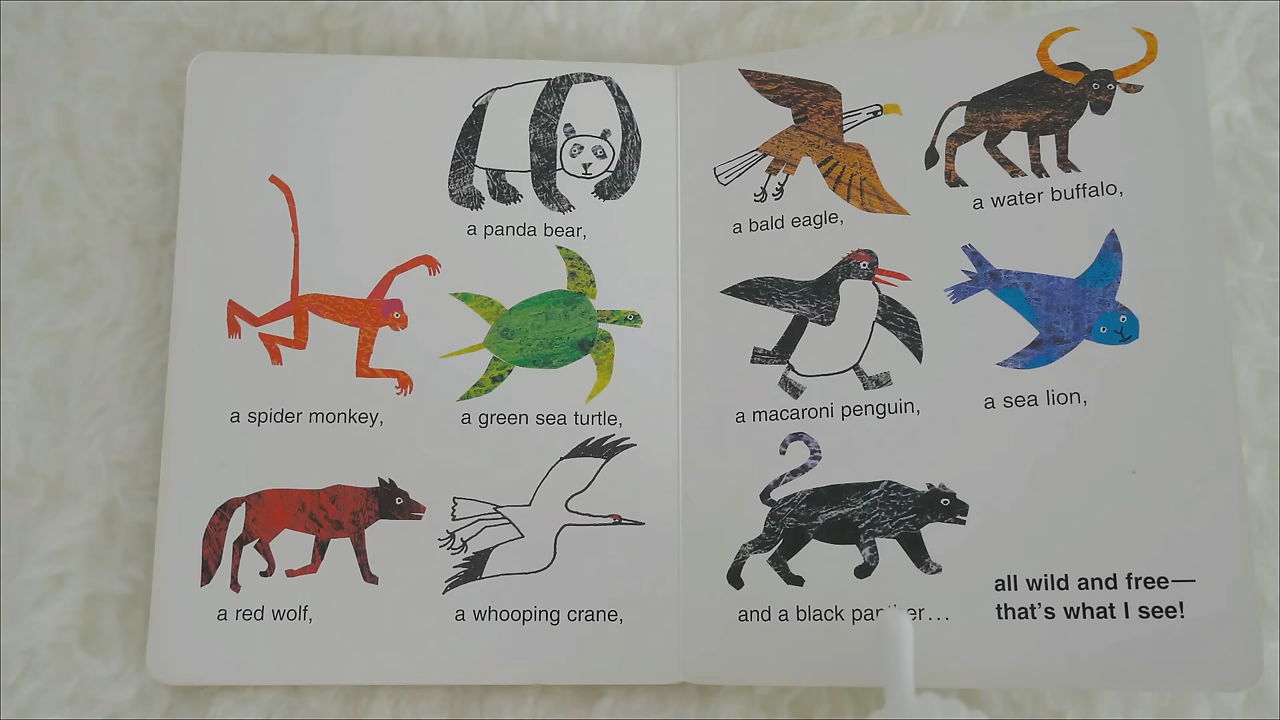 a panda bear,
a bald eagle,
a water buffalo,
a spider monkey,
a green sea turtle,
a macaroni penguin,
a sea lion,
a red wolf,
a whooping crane,
and a black
all wild and free—
that's what I see!